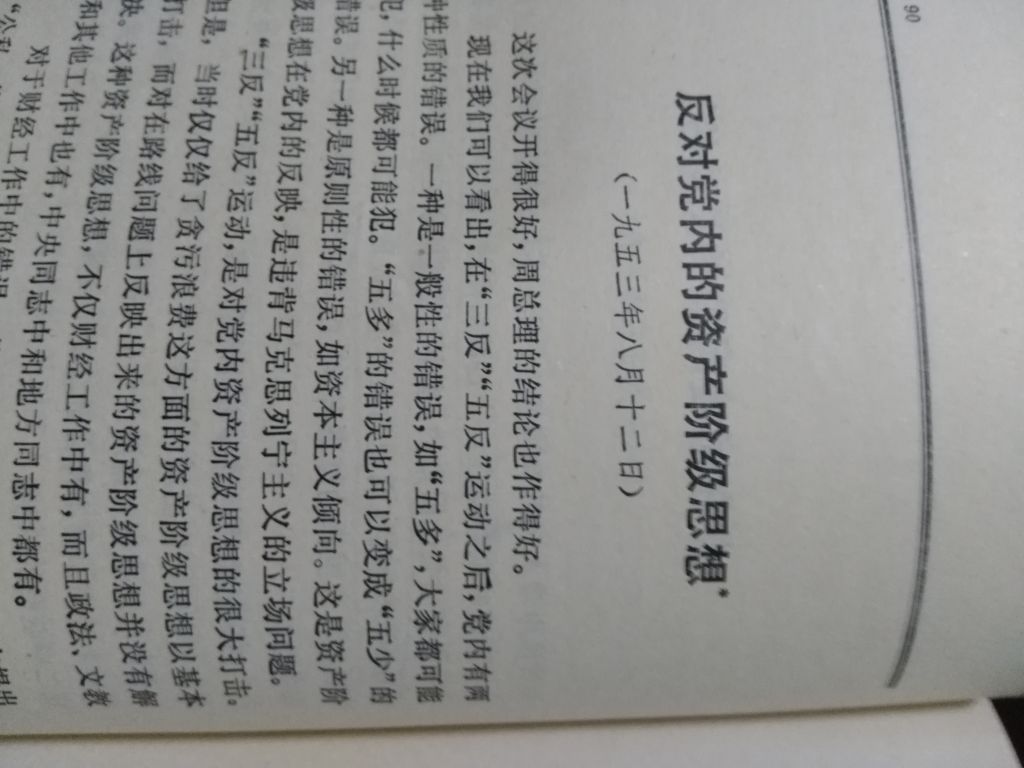 90
反对党内的资产阶级思想*
(一九五三年八月十二日)
这次会议开得很好,周总理的结论也作得好。
现在我们可以看出,在“三反”“五反”运动之后,党内有两
种性质的错误。一种是一般性的错误,如“五多”,大家都可能
犯,什么时候都可能犯。“五多”的错误也可以变成“五少”的
错误。另一种是原则性的错误,如资本主义倾向。这是资产阶
级思想在党内的反映,是违背马克思列宁主义的立场问题。
“三反”“五反”运动,是对党内资产阶级思想的很大打击。
但是,当时仅仅给了贪污浪费这方面的资产阶级思想以基本
打击,而对在路线问题上反映出来的资产阶级思想并没有解
决。这种资产阶级思想,不仅财经工作中有,而且政法、文教
和其他工作中也有,中央同志中和地方同志中都有。
对于财经工作中的错误